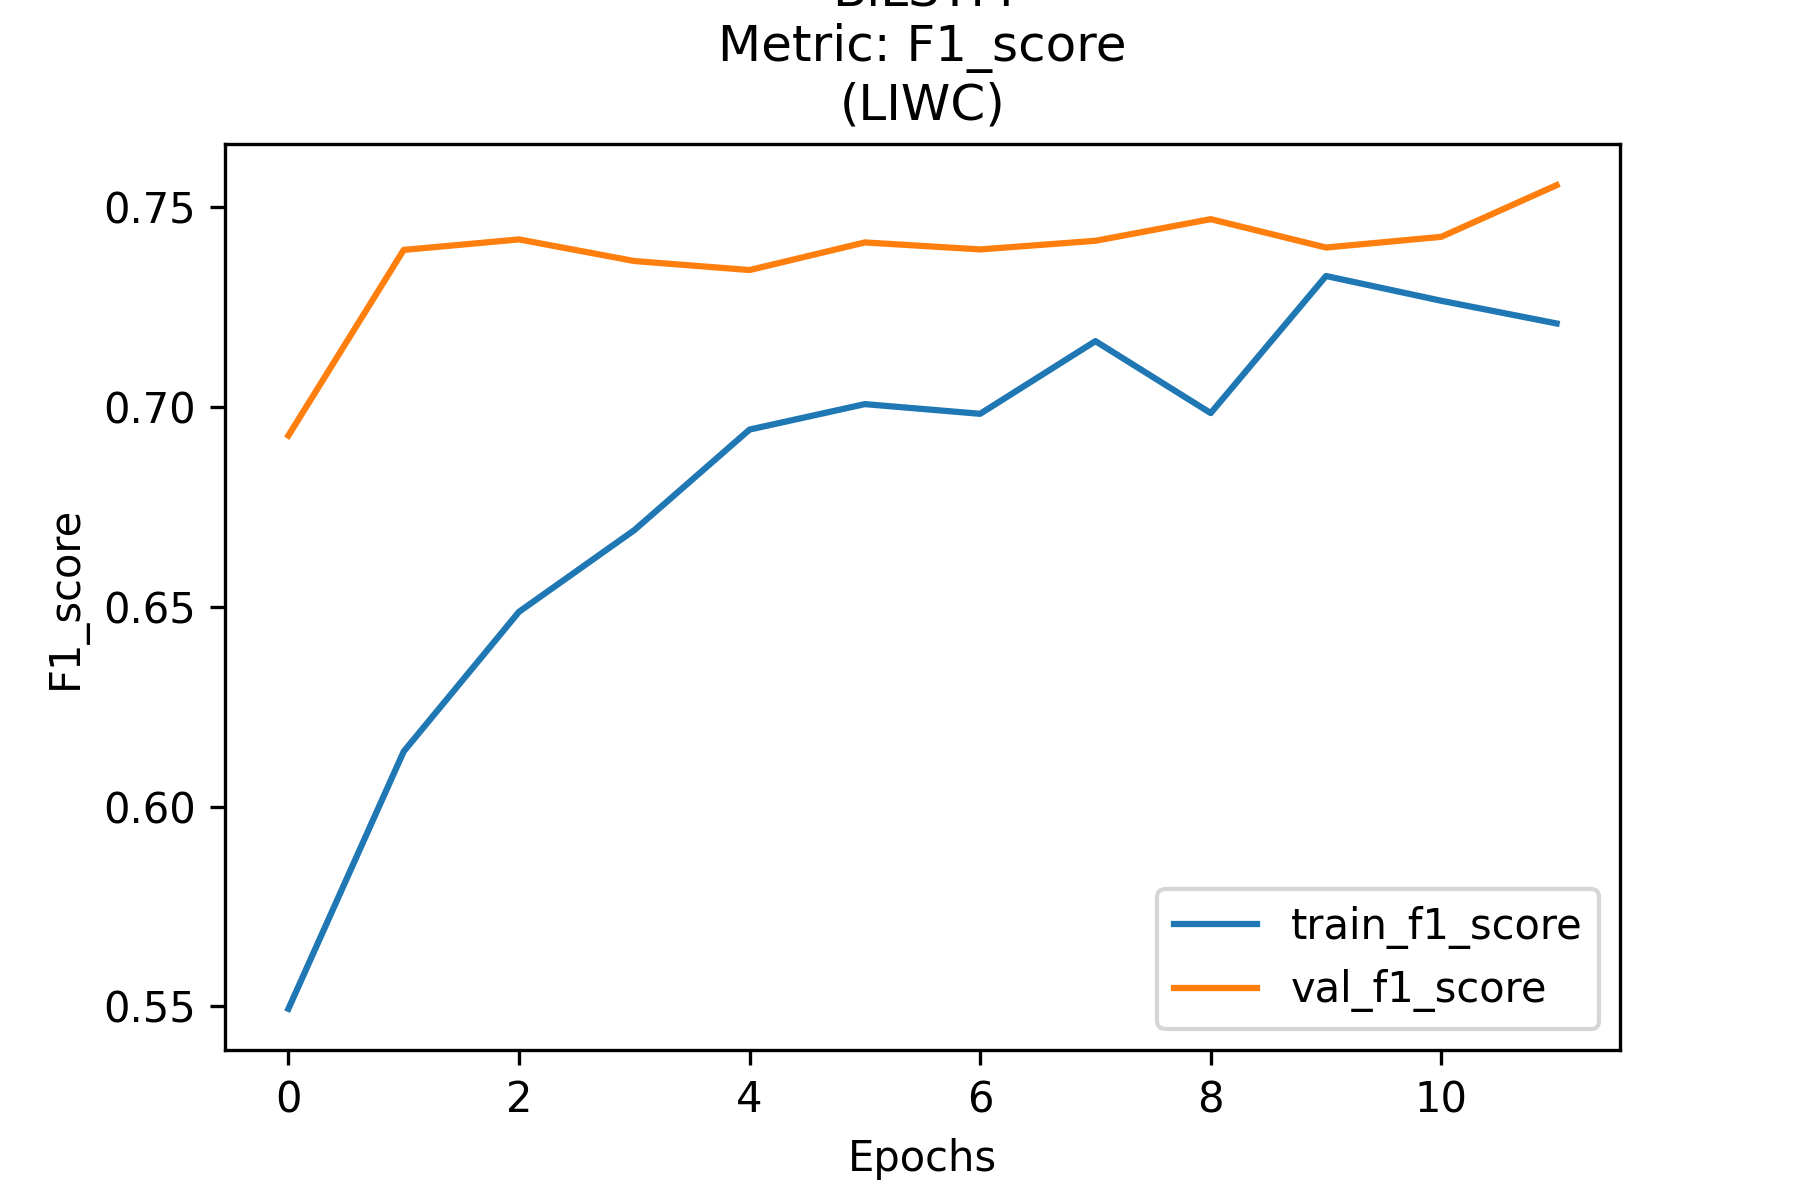 BiLSTM
Metric: F1_score
(LIWC)
F1_score
0.75
0.70
0.65
0.60
0.55
train_f1_score
val_f1_score
0 2 4 6 8 10
Epochs